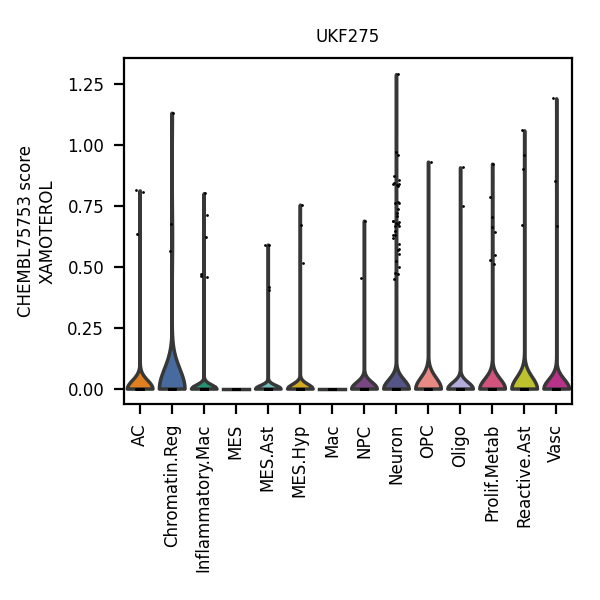 UKF275
CHEMBL75753 score
XAMOTEROL
1.25
1.00
0.75
0.50
0.25
0.00
AC
Chromatin.Reg
Inflammatory.Mac
MES
MES.Ast
MES.Hyp
Mac
NPC
Neuron
OPC
Oligo
Prolif.Metab
Reactive.Ast
Vasc